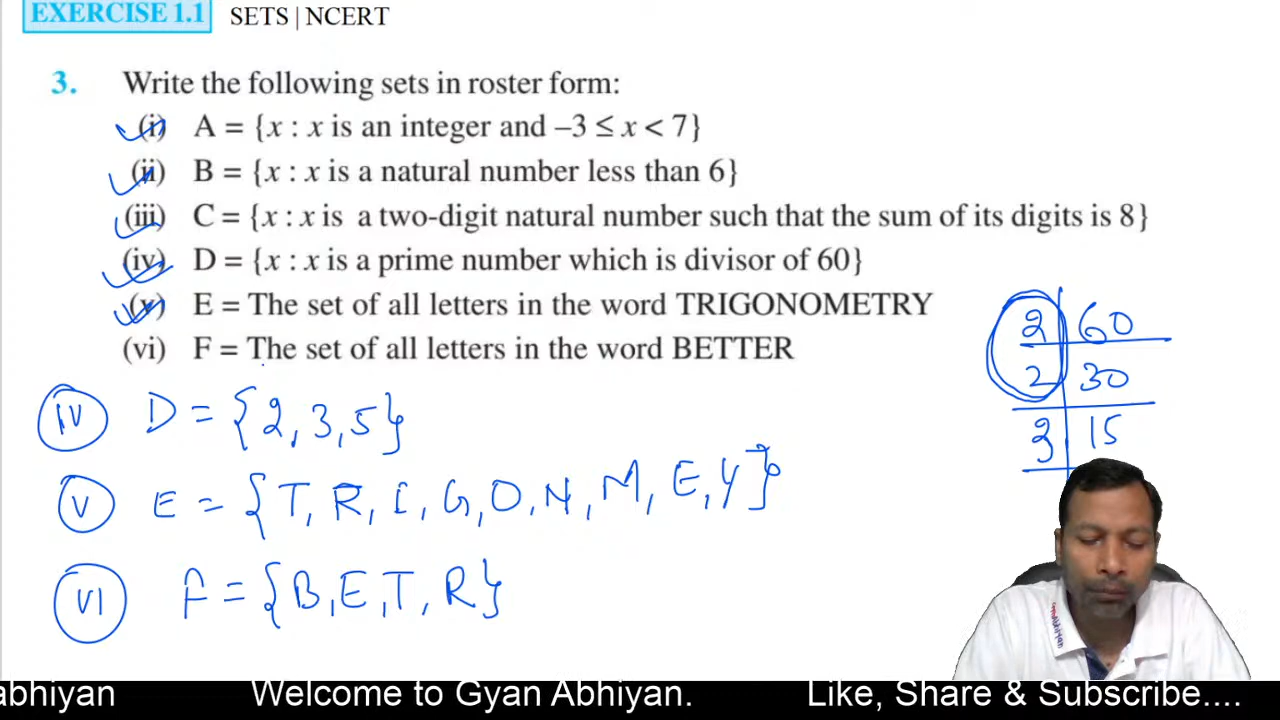 EXERCISE 1.1 SETS | NCERT
3. Write the following sets in roster form:
(i) A = {x : x is an integer and –3 ≤ x < 7}
(ii) B = {x : x is a natural number less than 6}
(iii) C = {x : x is a two-digit natural number such that the sum of its digits is 8}
(iv) D = {x : x is a prime number which is divisor of 60}
(v) E = The set of all letters in the word TRIGONOMETRY
(vi) F = The set of all letters in the word BETTER
2 | 60
2 | 30
3 | 15
IV D = {2, 3, 5}
V E = {T, R, I, G, O, N, M, E, Y}
VI F = {B, E, T, R}
abhiyan Welcome to Gyan Abhiyan. Like, Share & Subscribe....